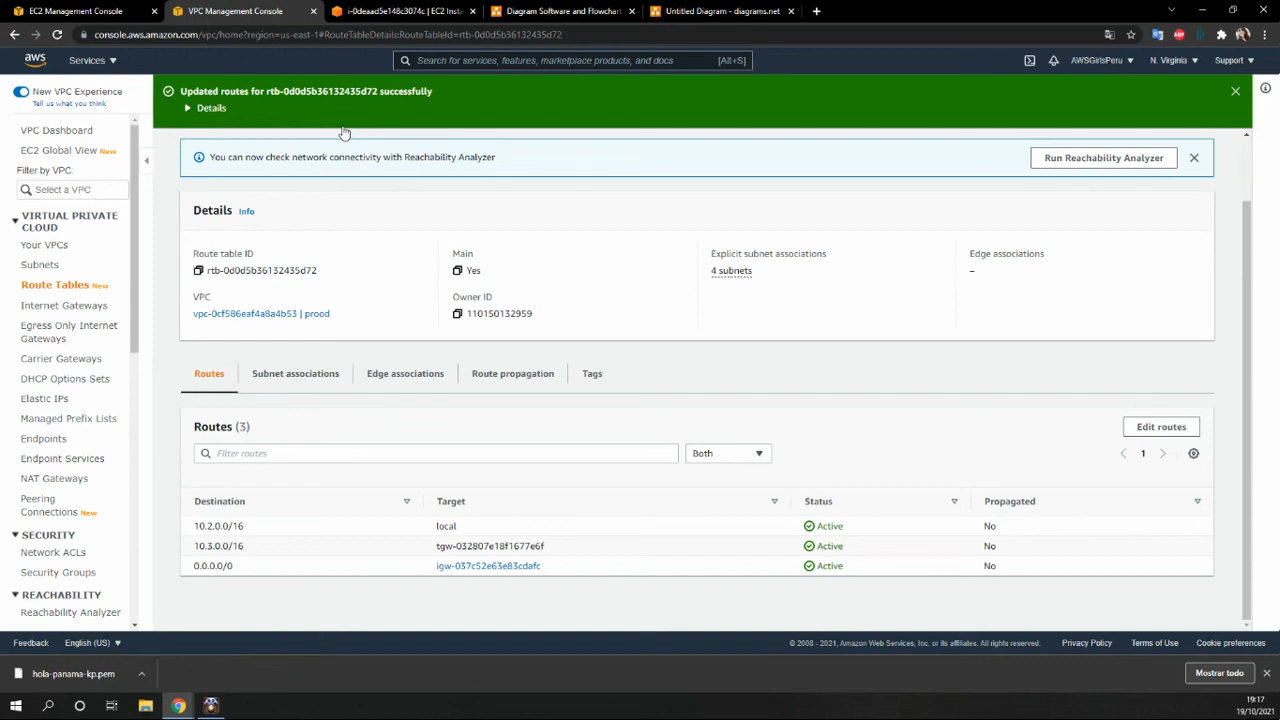 EC2 Management Console
VPC Management Console
i-0deaad5e148c3074c | EC2 Insta
Diagram Software and Flowchart
Untitled Diagram - diagrams.net
console.aws.amazon.com/vpc/home?region=us-east-1#RouteTableDetails:RouteTableId=rtb-0d0d5b36132435d72
aws
Services
Search for services, features, marketplace products, and docs
[Alt+S]
AWSGirlsPeru
N. Virginia
Support
New VPC Experience
Tell us what you think
VPC Dashboard
EC2 Global View New
Filter by VPC:
Select a VPC
VIRTUAL PRIVATE
CLOUD
Your VPCs
Subnets
Route Tables New
Internet Gateways
Egress Only Internet
Gateways
Carrier Gateways
DHCP Options Sets
Elastic IPs
Managed Prefix Lists
Endpoints
Endpoint Services
NAT Gateways
Peering
Connections New
SECURITY
Network ACLs
Security Groups
REACHABILITY
Reachability Analyzer
Updated routes for rtb-0d0d5b36132435d72 successfully
Details
You can now check network connectivity with Reachability Analyzer
Run Reachability Analyzer
Details Info
Route table ID
rtb-0d0d5b36132435d72
Main
Yes
Explicit subnet associations
4 subnets
Edge associations
–
VPC
vpc-0cf586eaf4a8a4b53 | prood
Owner ID
110150132959
Routes
Subnet associations
Edge associations
Route propagation
Tags
Routes (3)
Edit routes
Filter routes
Both
1
Destination Target Status Propagated
10.2.0.0/16 local Active No
10.3.0.0/16 tgw-032807e18f1677e6f Active No
0.0.0.0/0 igw-037c52e63e83cdafc Active No
Feedback
English (US)
© 2008 - 2021, Amazon Web Services, Inc. or its affiliates. All rights reserved.
Privacy Policy
Terms of Use
Cookie preferences
hola-panama-kp.pem
Mostrar todo
19:17
19/10/2021